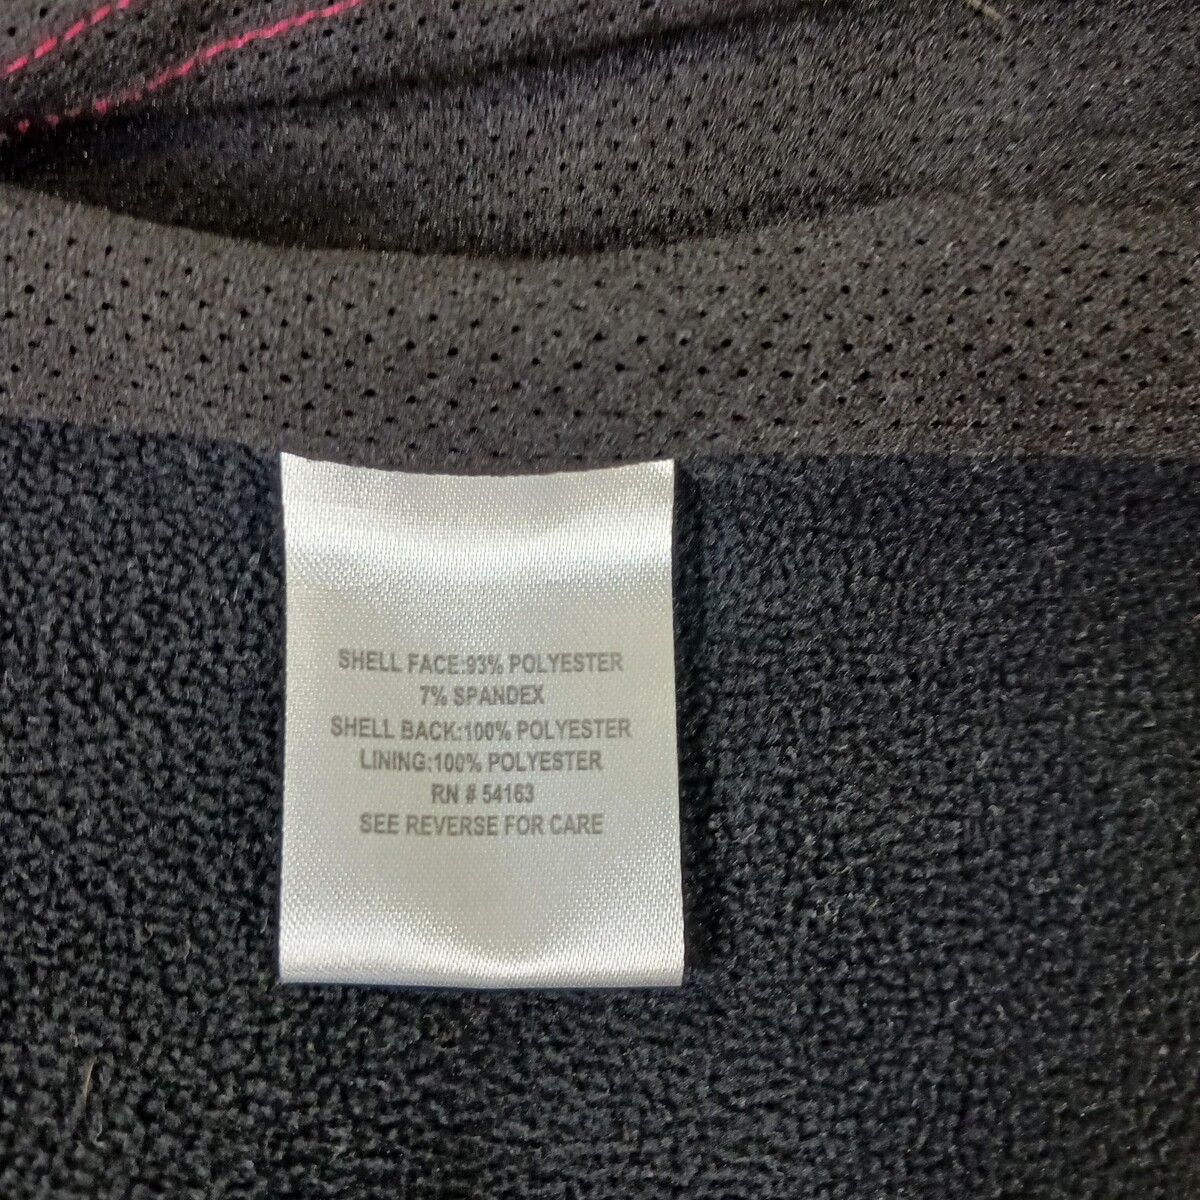 SHELL FACE:93% POLYESTER
7% SPANDEX
SHELL BACK:100% POLYESTER
LINING:100% POLYESTER
RN # 54163
SEE REVERSE FOR CARE